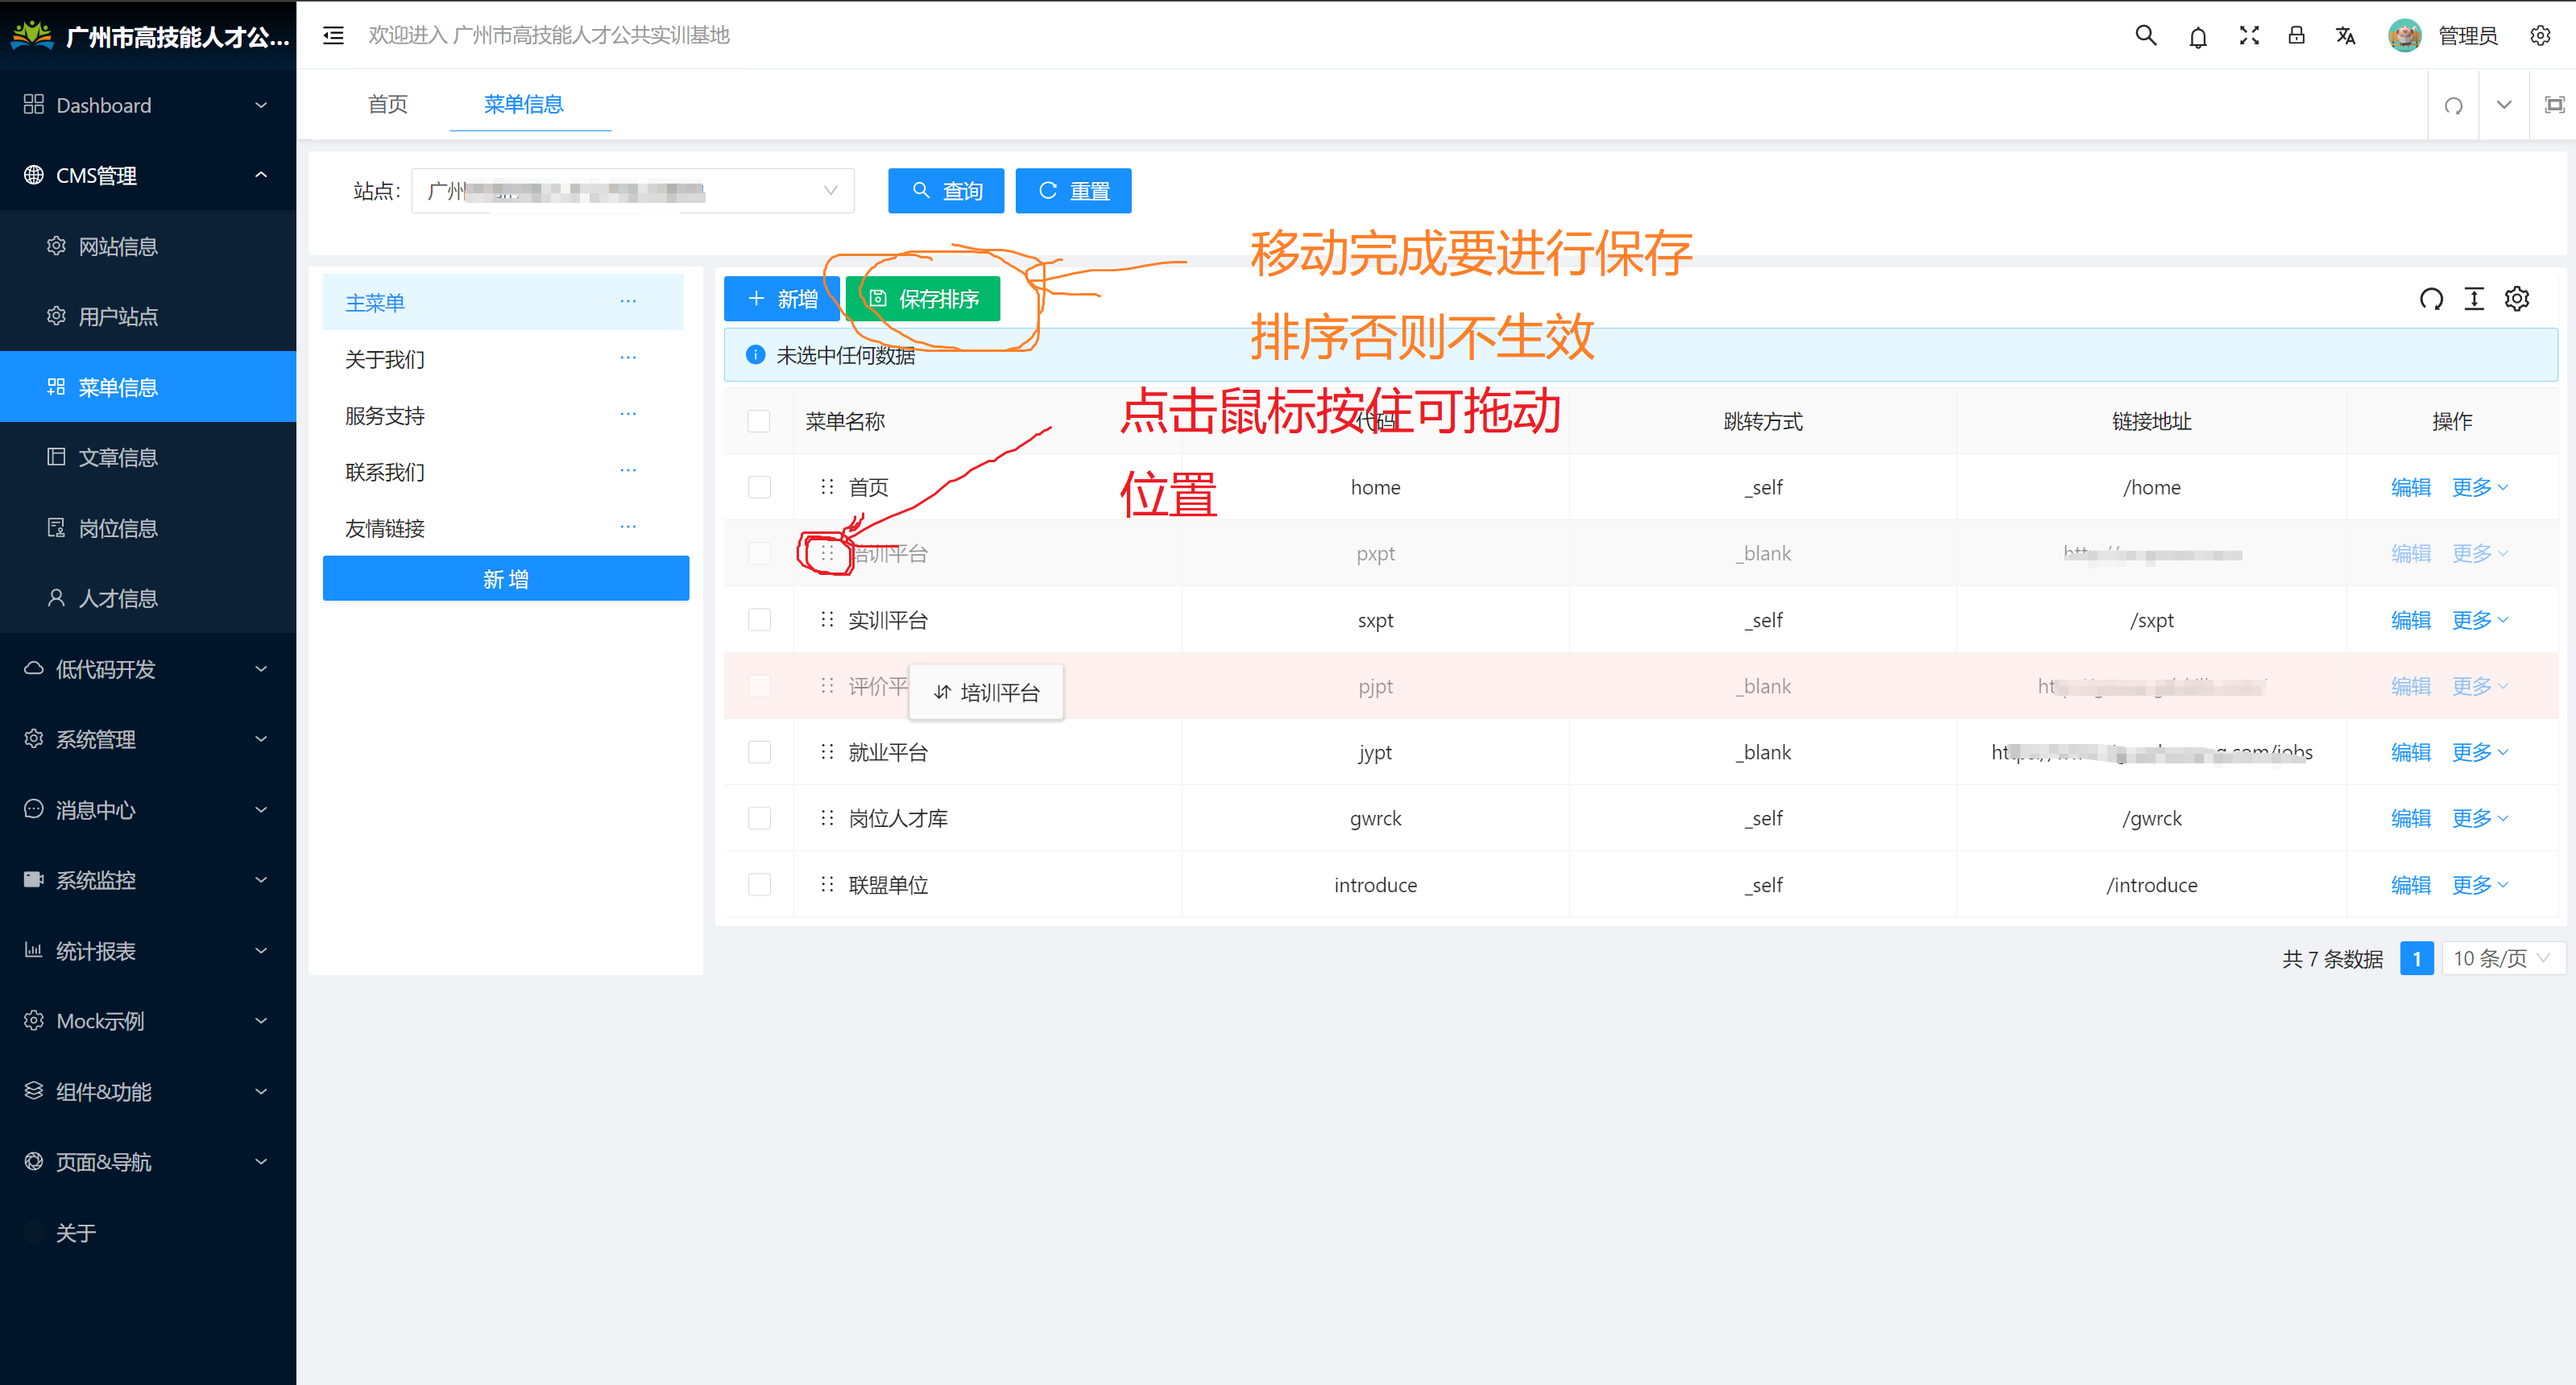 广州市高技能人才公...
欢迎进入 广州市高技能人才公共实训基地
管理员
Dashboard
CMS管理
网站信息
用户站点
菜单信息
文章信息
岗位信息
人才信息
低代码开发
系统管理
消息中心
系统监控
统计报表
Mock示例
组件&功能
页面&导航
关于
首页 菜单信息
站点: 广州
查询 重置
移动完成要进行保存
排序否则不生效
主菜单 ...
关于我们 ...
服务支持 ...
联系我们 ...
友情链接 ...
新 增
新增 保存排序
未选中任何数据
点击鼠标按住可拖动
位置
菜单名称 代码 跳转方式 链接地址 操作
首页 home _self /home 编辑 更多
培训平台 pxpt _blank 编辑 更多
实训平台 sxpt _self /sxpt 编辑 更多
评价平 pjpt _blank 编辑 更多
培训平台
就业平台 jypt _blank 编辑 更多
岗位人才库 gwrck _self /gwrck 编辑 更多
联盟单位 introduce _self /introduce 编辑 更多
共 7 条数据 1 10 条/页